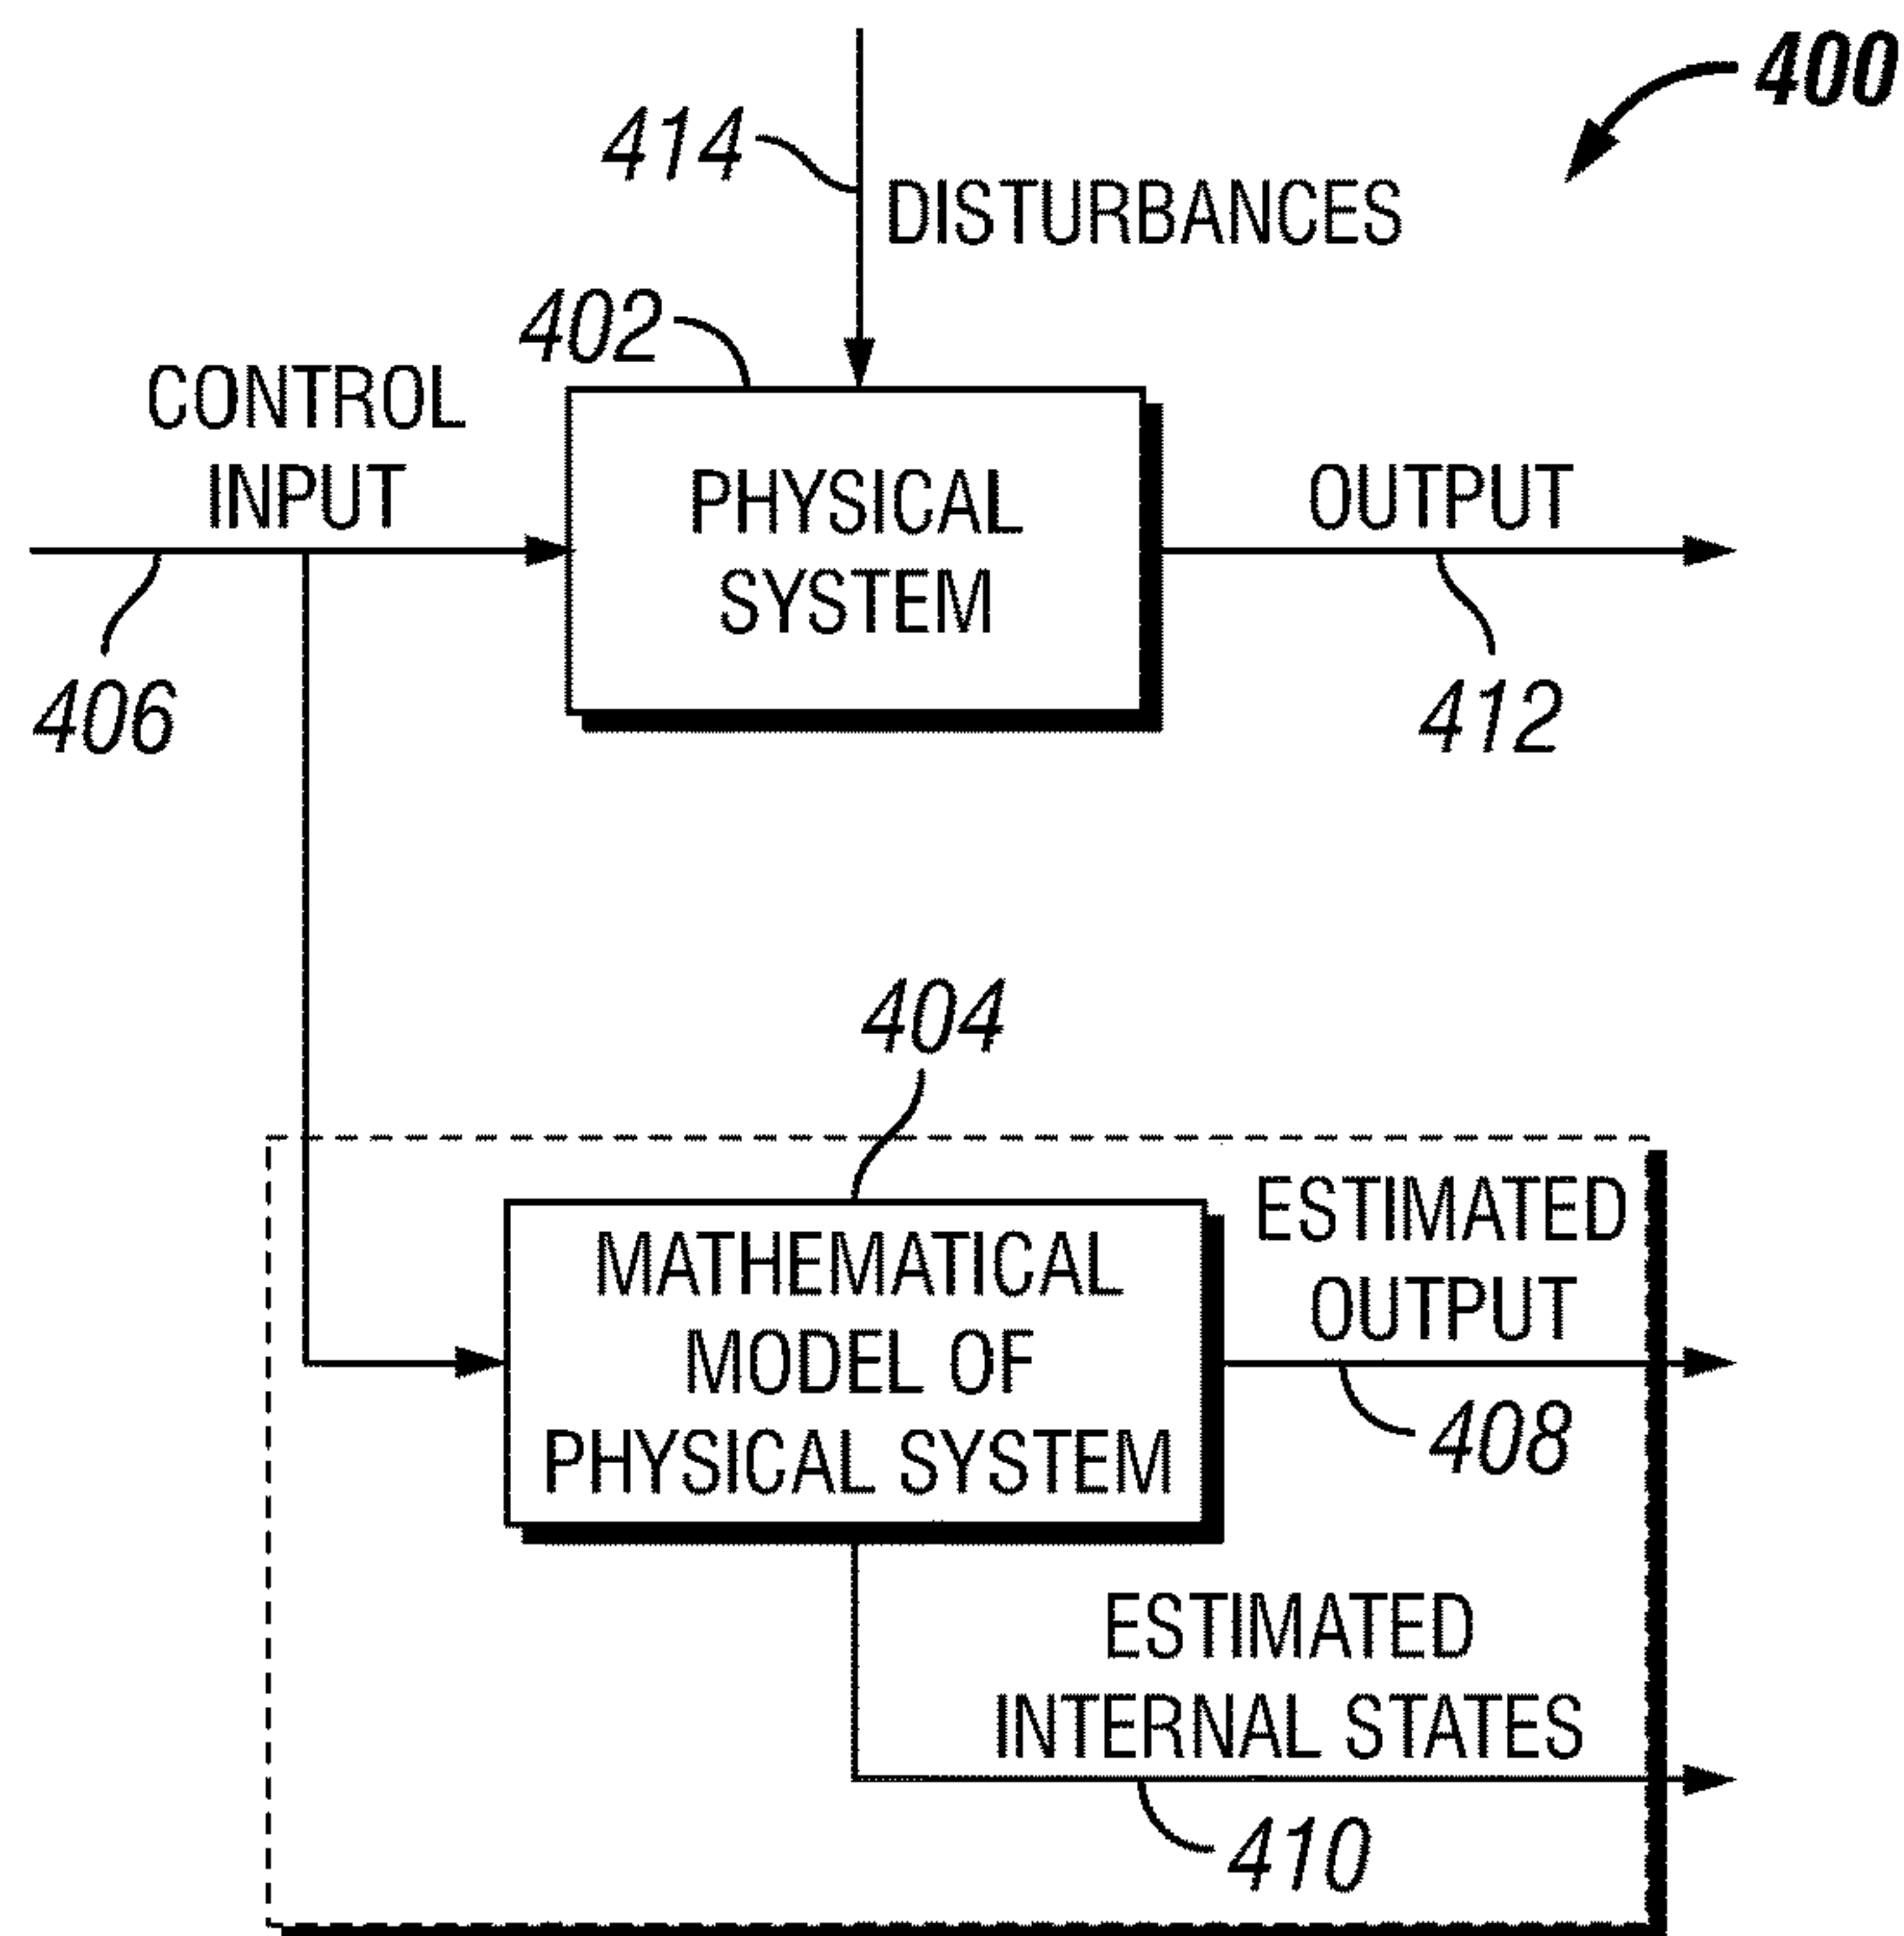 400
414
DISTURBANCES
402
CONTROL
INPUT
PHYSICAL
SYSTEM
OUTPUT
406
412
404
MATHEMATICAL
MODEL OF
PHYSICAL SYSTEM
ESTIMATED
OUTPUT
408
ESTIMATED
INTERNAL STATES
410